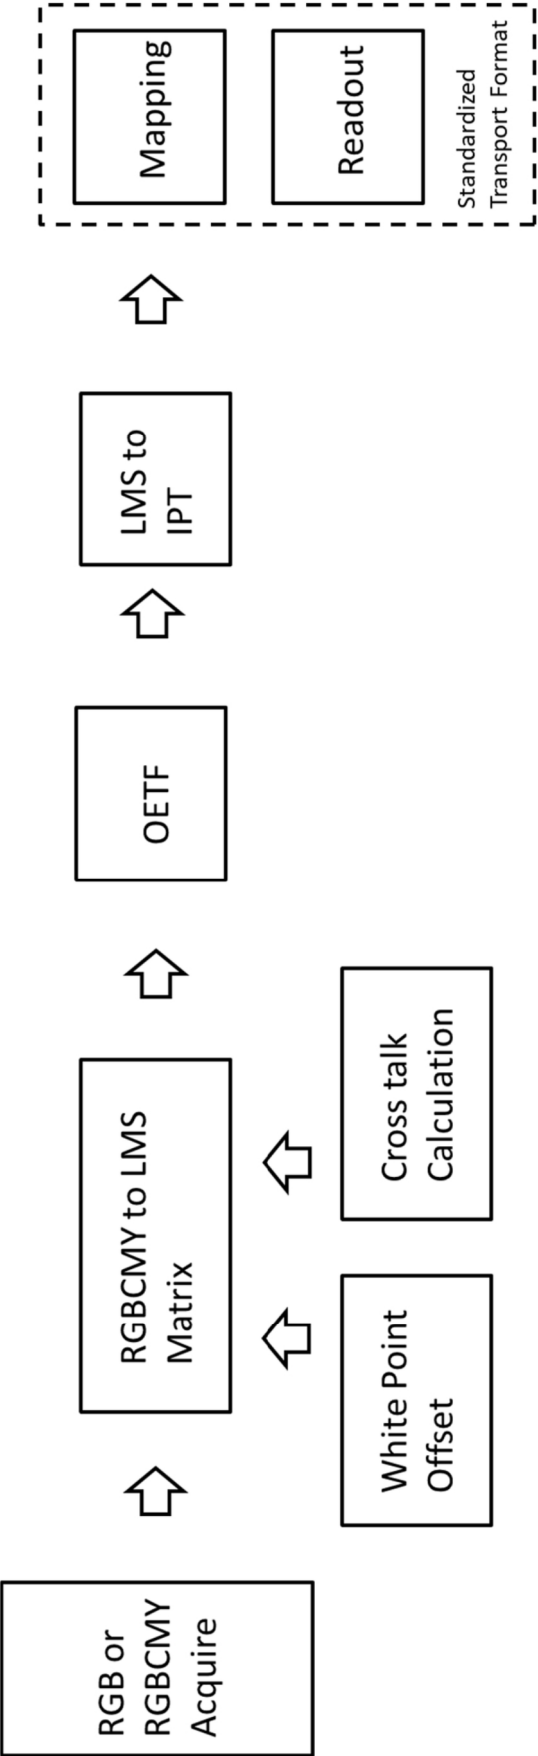 RGB or
RGBCMY
Acquire
RGBCMY to LMS
Matrix
White Point
Offset
Cross talk
Calculation
OETF
LMS to
IPT
Mapping
Readout
Standardized
Transport Format